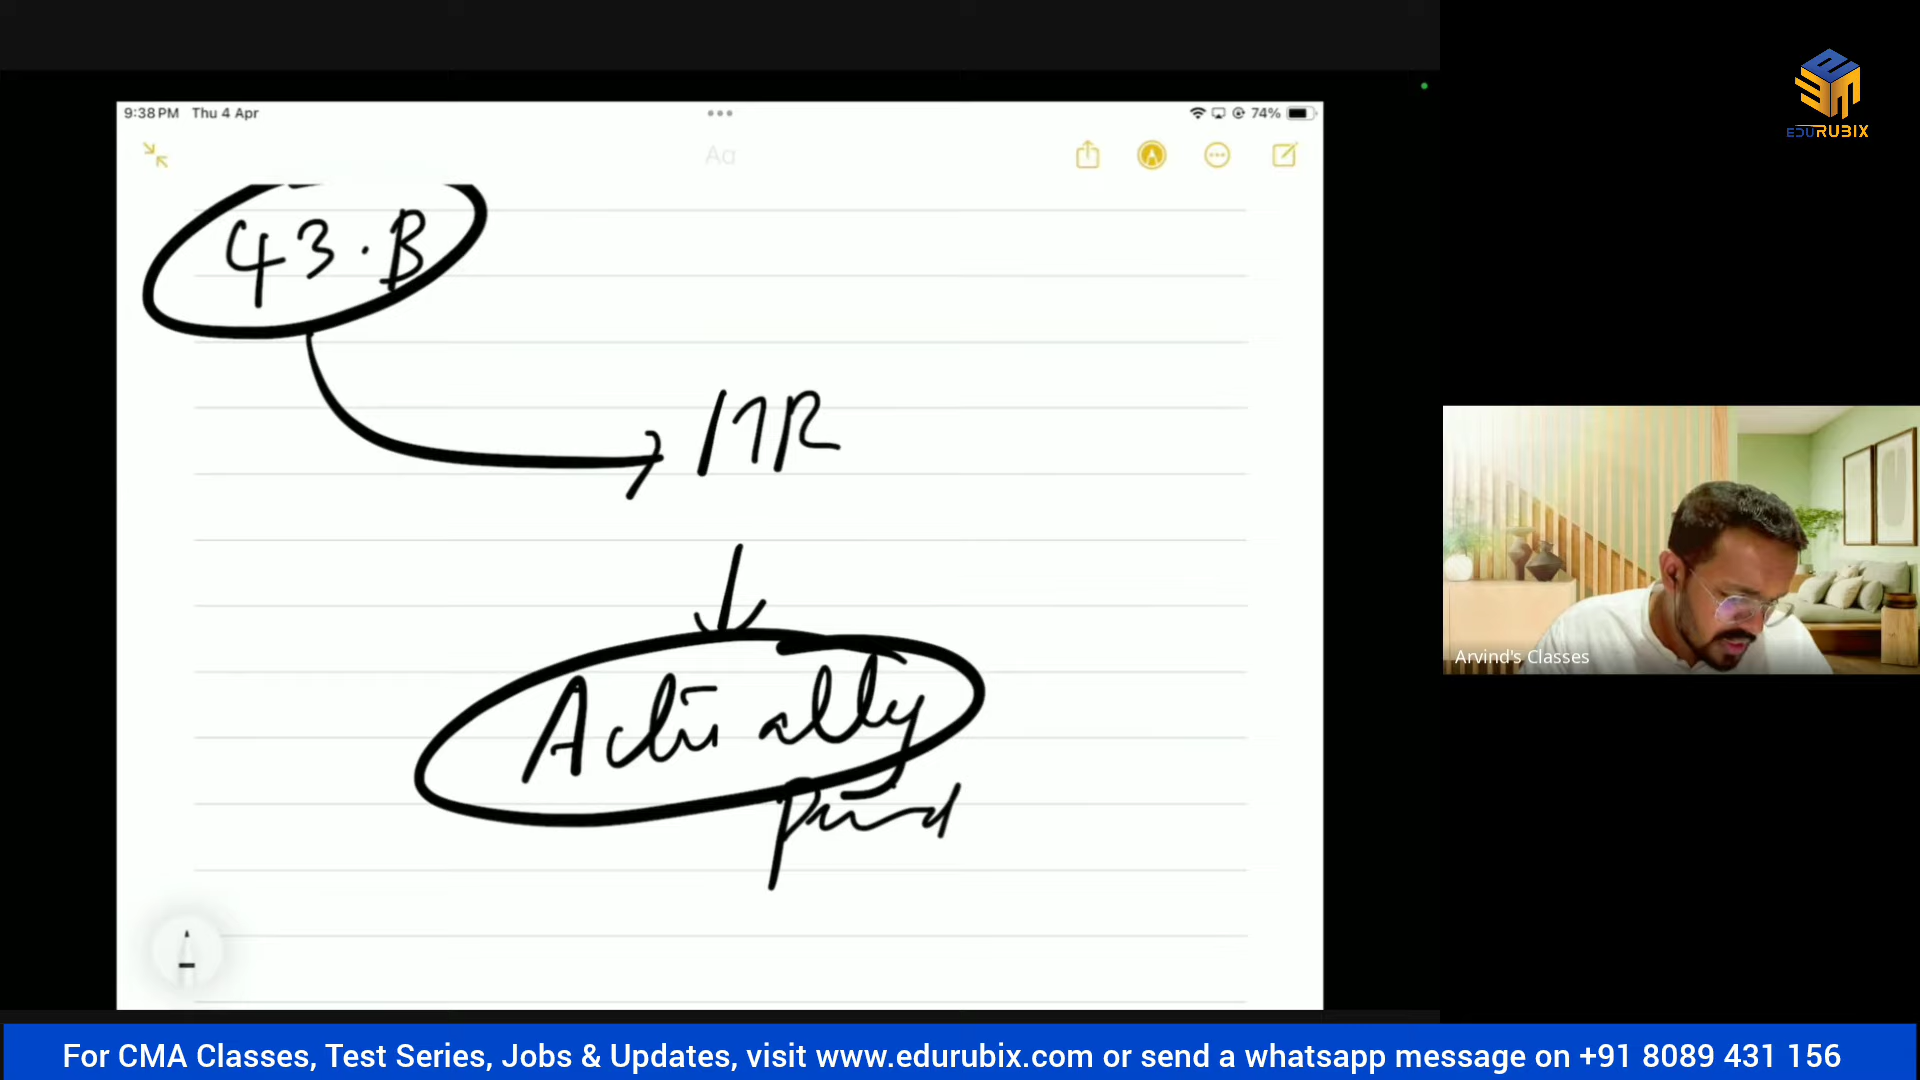 9:38 PM Thu 4 Apr
74%
Aa
EDURUBIX
43.B
ITR
Actually
paid
Arvind's Classes
For CMA Classes, Test Series, Jobs & Updates, visit www.edurubix.com or send a whatsapp message on +91 8089 431 156